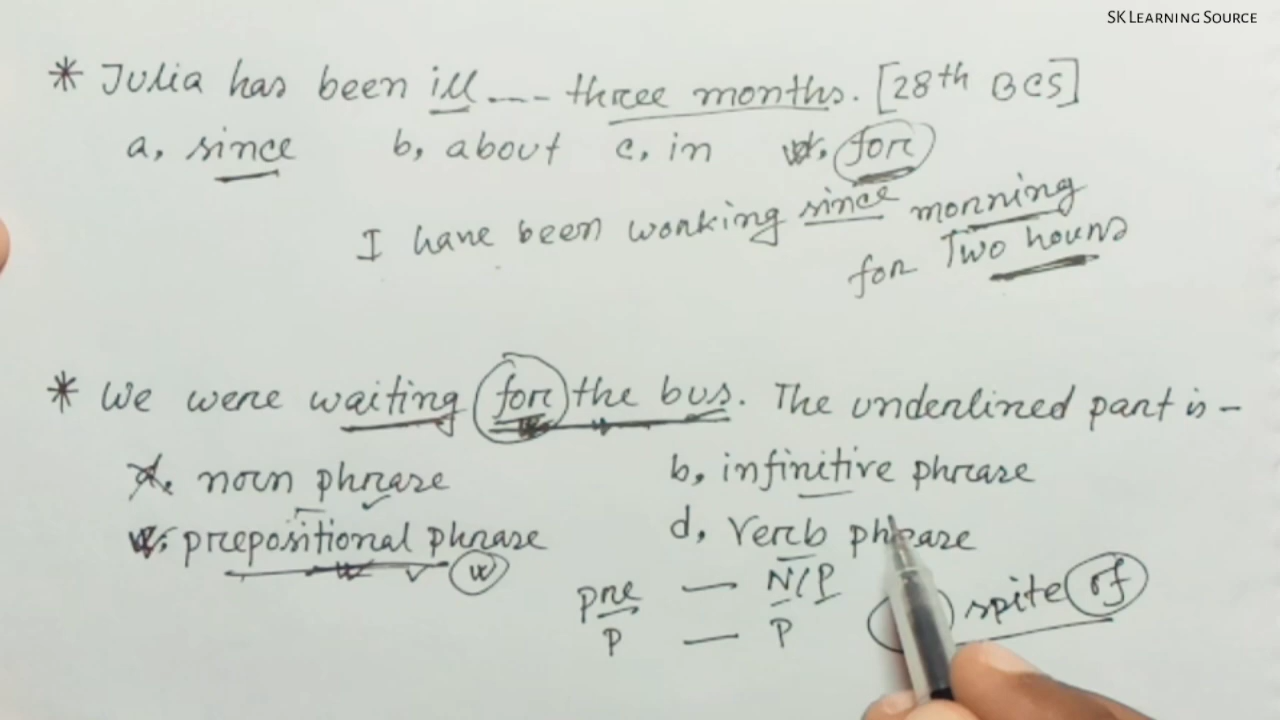 SK Learning Source
* Julia has been ill ---- three months. [28th BCS]
a, since b, about c, in for
I have been working since morning
for Two hours
* We were waiting for the bus. The underlined part is -
noun phrase b, infinitive phrase
prepositional phrase d, Verb phrase
pre — N/P
P — P spite of